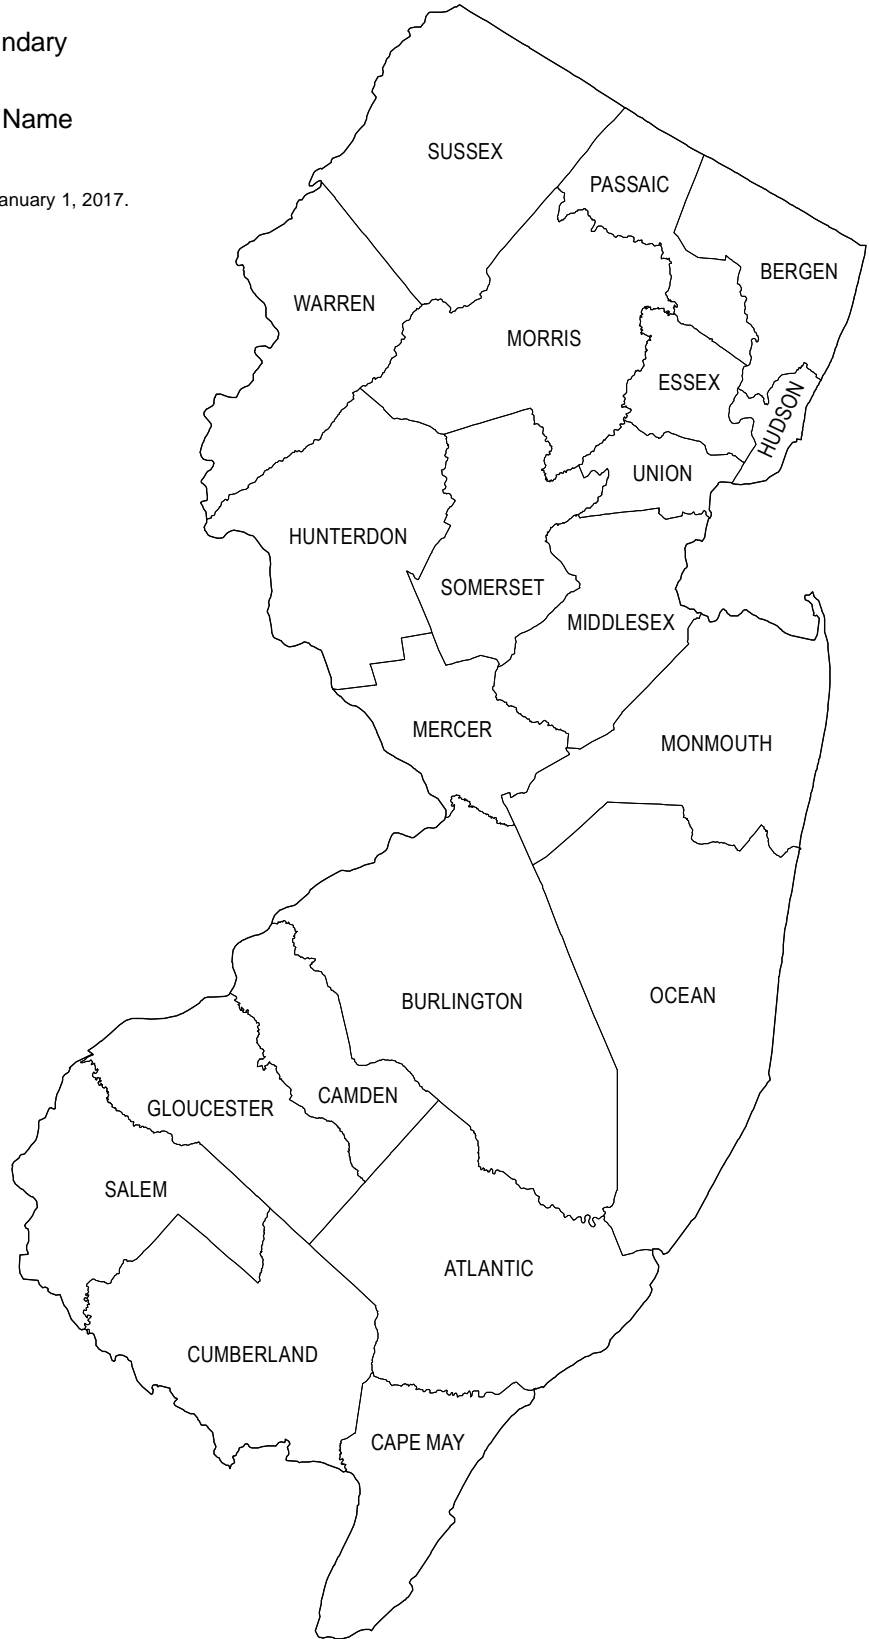 ndary
Name
anuary 1, 2017.
SUSSEX
PASSAIC
BERGEN
WARREN
MORRIS
ESSEX
HUDSON
UNION
HUNTERDON
SOMERSET
MIDDLESEX
MERCER
MONMOUTH
OCEAN
BURLINGTON
CAMDEN
GLOUCESTER
SALEM
ATLANTIC
CUMBERLAND
CAPE MAY